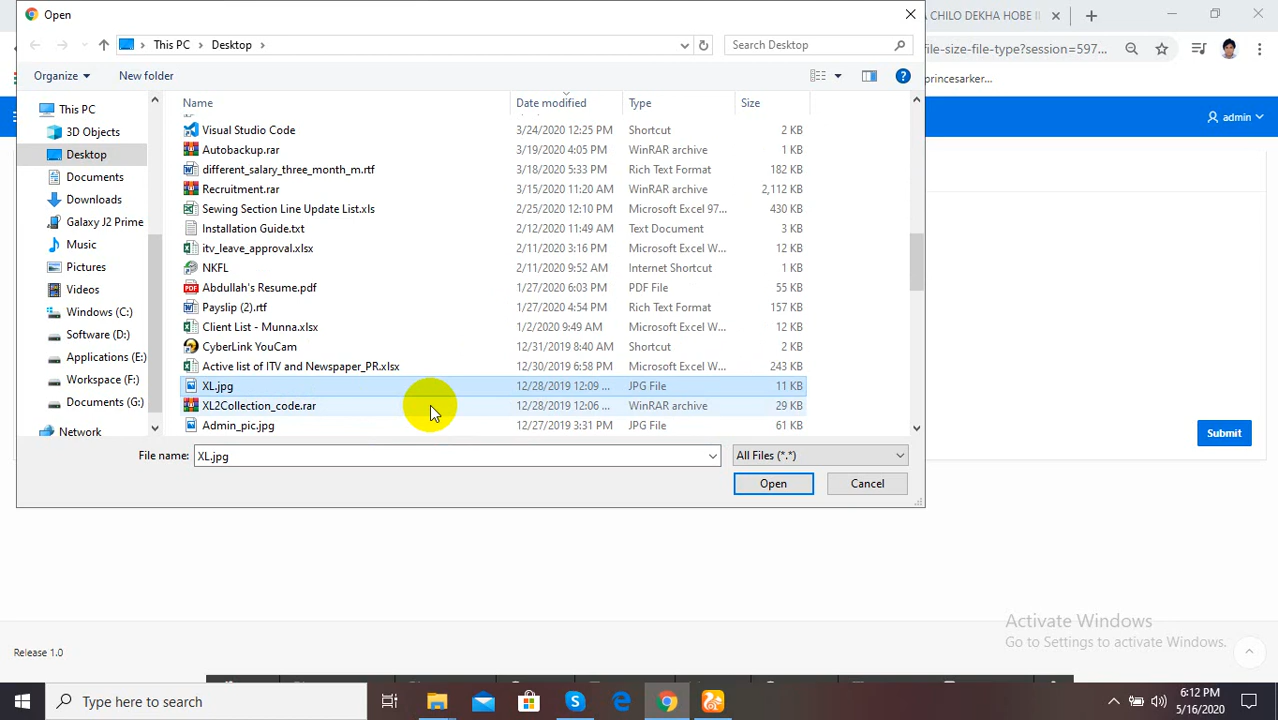 Open
A CHILO DEKHA HOBE I
This PC
Desktop
Search Desktop
file-size-file-type?session=597...
Organize
New folder
princesarker...
Name
Date modified
Type
Size
This PC
3D Objects
Desktop
Documents
Downloads
Galaxy J2 Prime
Music
Pictures
Videos
Windows (C:)
Software (D:)
Applications (E:)
Workspace (F:)
Documents (G:)
Network
Visual Studio Code 3/24/2020 12:25 PM Shortcut 2 KB
Autobackup.rar 3/19/2020 4:05 PM WinRAR archive 1 KB
different_salary_three_month_m.rtf 3/18/2020 5:33 PM Rich Text Format 182 KB
Recruitment.rar 3/15/2020 11:20 AM WinRAR archive 2,112 KB
Sewing Section Line Update List.xls 2/25/2020 12:10 PM Microsoft Excel 97... 430 KB
Installation Guide.txt 2/12/2020 11:49 AM Text Document 3 KB
itv_leave_approval.xlsx 2/11/2020 3:16 PM Microsoft Excel W... 12 KB
NKFL 2/11/2020 9:52 AM Internet Shortcut 1 KB
Abdullah's Resume.pdf 1/27/2020 6:03 PM PDF File 55 KB
Payslip (2).rtf 1/27/2020 4:54 PM Rich Text Format 157 KB
Client List - Munna.xlsx 1/2/2020 9:49 AM Microsoft Excel W... 12 KB
CyberLink YouCam 12/31/2019 8:40 AM Shortcut 2 KB
Active list of ITV and Newspaper_PR.xlsx 12/30/2019 6:58 PM Microsoft Excel W... 243 KB
XL.jpg 12/28/2019 12:09 ... JPG File 11 KB
XL2Collection_code.rar 12/28/2019 12:06 ... WinRAR archive 29 KB
Admin_pic.jpg 12/27/2019 3:31 PM JPG File 61 KB
admin
Submit
File name: XL.jpg
All Files (*.*)
Open
Cancel
Activate Windows
Go to Settings to activate Windows.
Release 1.0
Type here to search
6:12 PM
5/16/2020